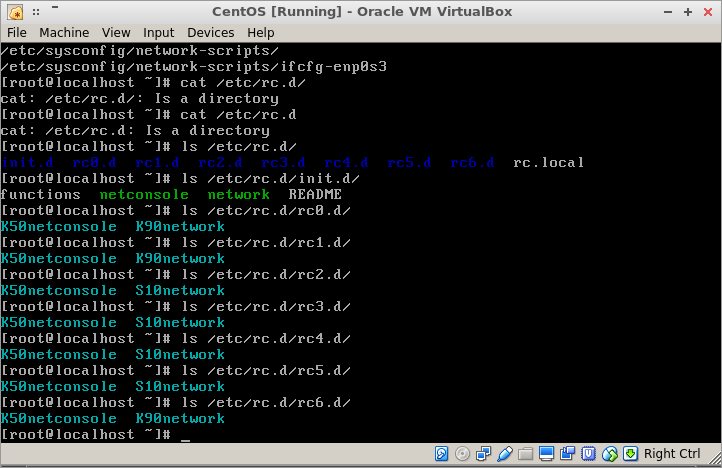 CentOS [Running] - Oracle VM VirtualBox
File Machine View Input Devices Help
/etc/sysconfig/network-scripts/
/etc/sysconfig/network-scripts/ifcfg-enp0s3
[root@localhost ~]# cat /etc/rc.d/
cat: /etc/rc.d/: Is a directory
[root@localhost ~]# cat /etc/rc.d
cat: /etc/rc.d: Is a directory
[root@localhost ~]# ls /etc/rc.d/
init.d rc0.d rc1.d rc2.d rc3.d rc4.d rc5.d rc6.d rc.local
[root@localhost ~]# ls /etc/rc.d/init.d/
functions netconsole network README
[root@localhost ~]# ls /etc/rc.d/rc0.d/
K50netconsole K90network
[root@localhost ~]# ls /etc/rc.d/rc1.d/
K50netconsole K90network
[root@localhost ~]# ls /etc/rc.d/rc2.d/
K50netconsole S10network
[root@localhost ~]# ls /etc/rc.d/rc3.d/
K50netconsole S10network
[root@localhost ~]# ls /etc/rc.d/rc4.d/
K50netconsole S10network
[root@localhost ~]# ls /etc/rc.d/rc5.d/
K50netconsole S10network
[root@localhost ~]# ls /etc/rc.d/rc6.d/
K50netconsole K90network
[root@localhost ~]# _
Right Ctrl